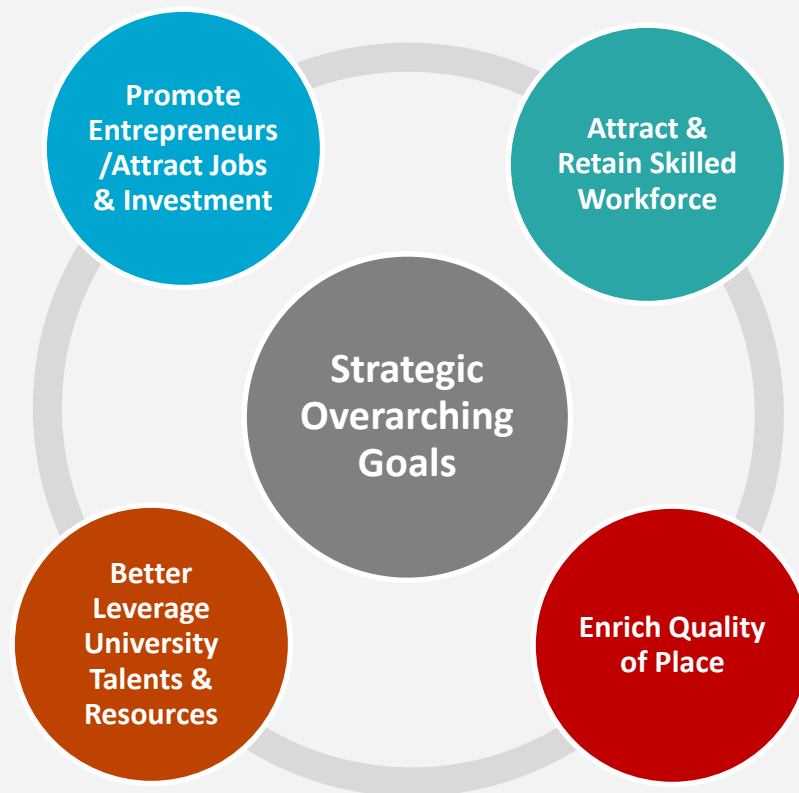 Promote
Entrepreneurs
/Attract Jobs
& Investment
Attract &
Retain Skilled
Workforce
Strategic
Overarching
Goals
Better
Leverage
University
Talents &
Resources
Enrich Quality
of Place